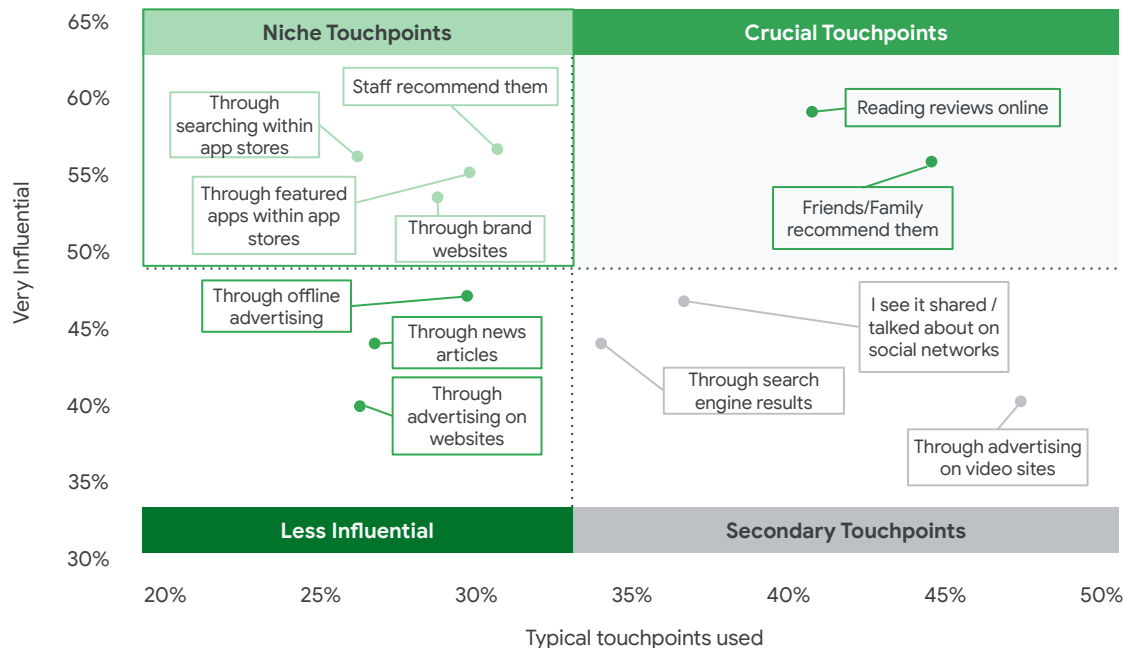 65%
60%
55%
50%
45%
40%
35%
30%
Very Influential
Niche Touchpoints
Crucial Touchpoints
Staff recommend them
Through
searching within
app stores
Through featured
apps within app
stores
Through brand
websites
Reading reviews online
Friends/Family
recommend them
Through offline
advertising
Through news
articles
Through
advertising on
websites
I see it shared /
talked about on
social networks
Through search
engine results
Through advertising
on video sites
Less Influential
Secondary Touchpoints
20%
25%
30%
35%
40%
45%
50%
Typical touchpoints used